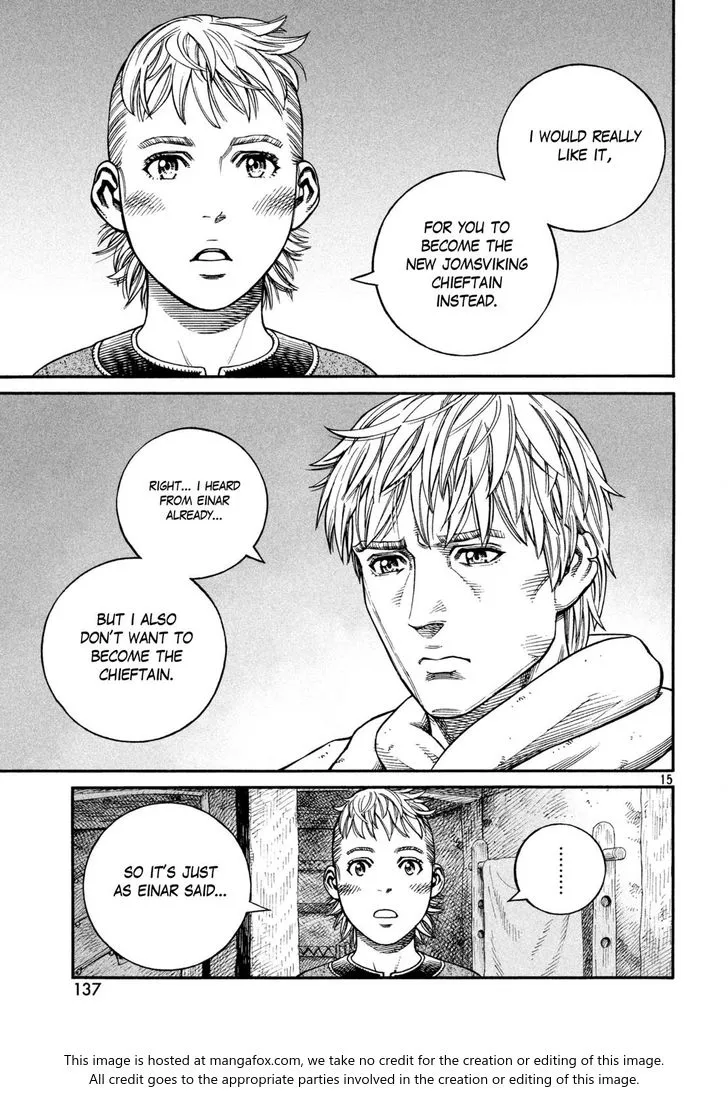 I WOULD REALLY
LIKE IT,
FOR YOU TO
BECOME THE
NEW JOMSVIKING
CHIEFTAIN
INSTEAD.
RIGHT... I HEARD
FROM EINAR
ALREADY...
BUT I ALSO
DON'T WANT TO
BECOME THE
CHIEFTAIN.
15
.........
SO IT'S JUST
AS EINAR SAID...
137
This image is hosted at mangafox.com, we take no credit for the creation or editing of this image.
All credit goes to the appropriate parties involved in the creation or editing of this image.